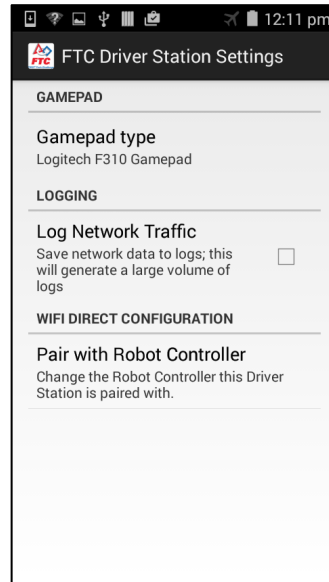 12:11 pm
FTC
FTC Driver Station Settings
GAMEPAD
Gamepad type
Logitech F310 Gamepad
LOGGING
Log Network Traffic
Save network data to logs; this
will generate a large volume of
logs
WIFI DIRECT CONFIGURATION
Pair with Robot Controller
Change the Robot Controller this Driver
Station is paired with.